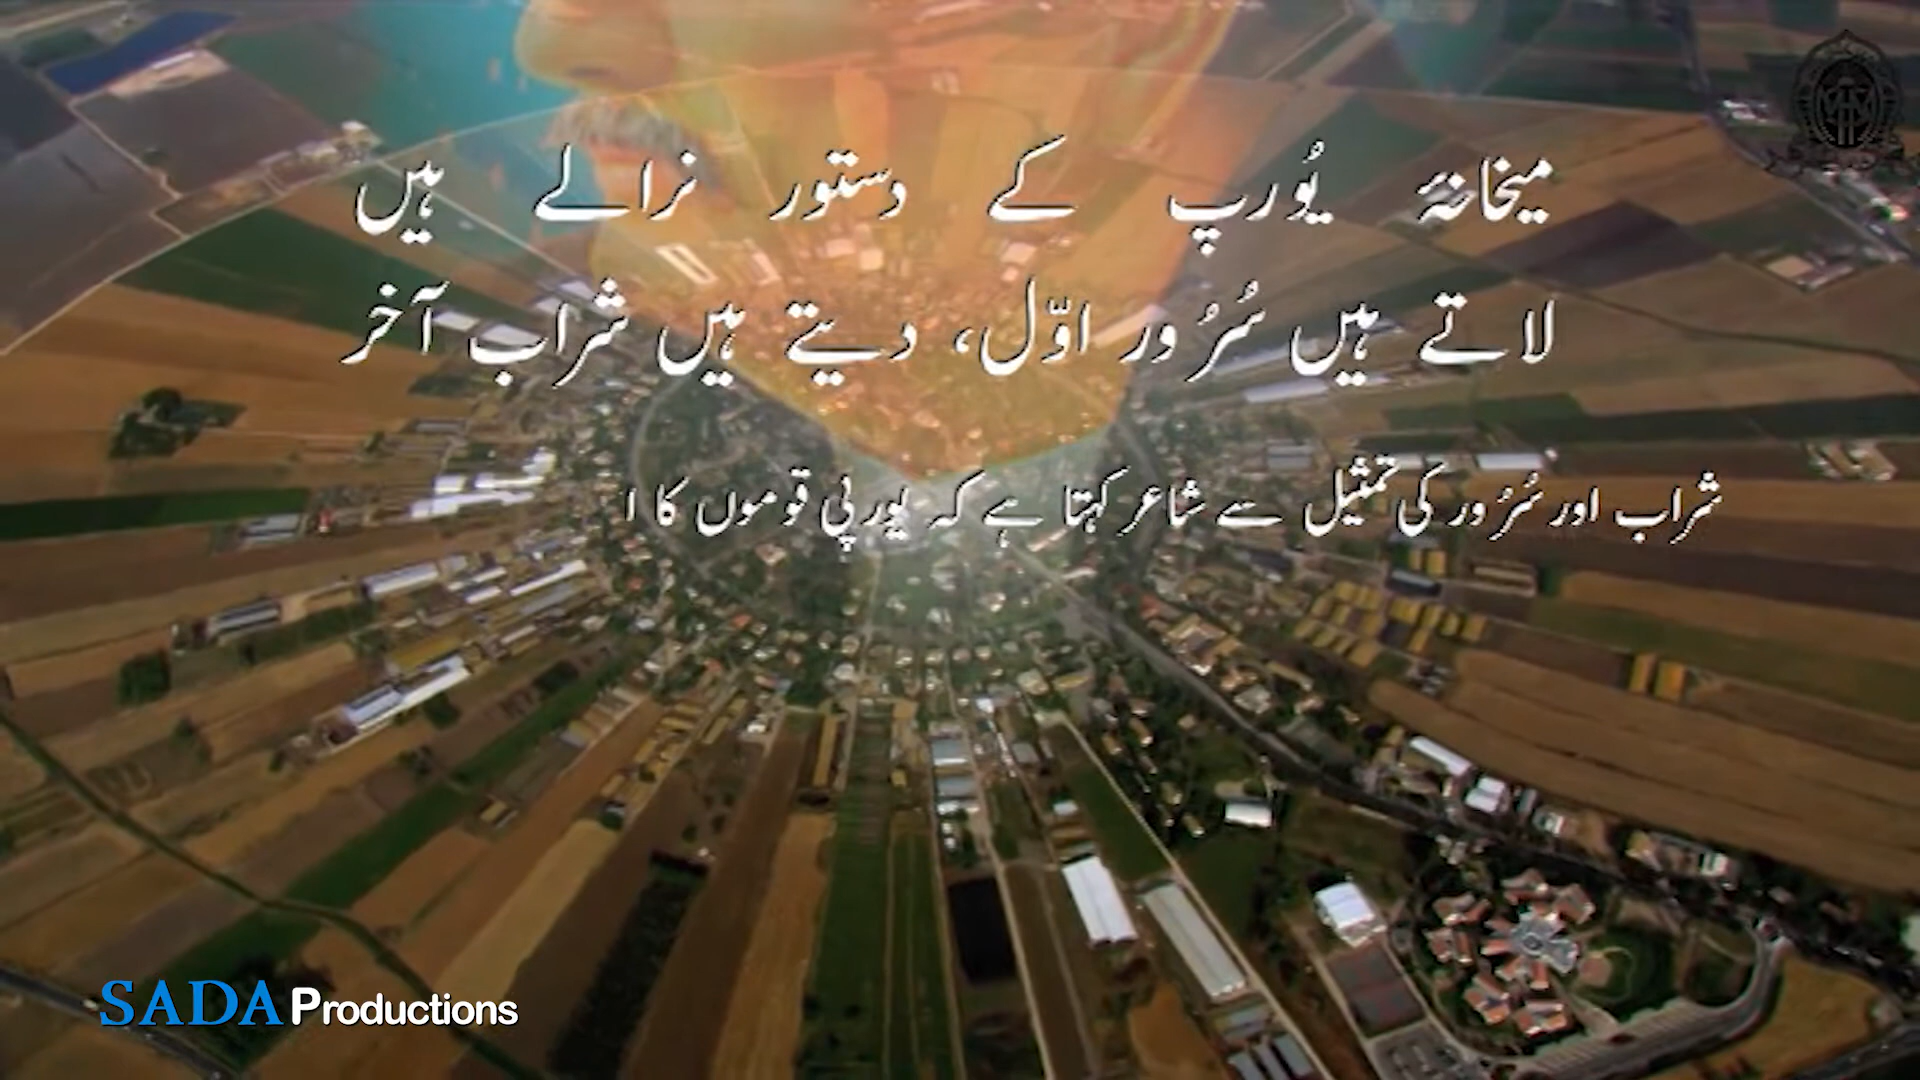 میخانۂ یُورپ کے دستور نرالے ہیں
لاتے ہیں سُرُور اوّل، دیتے ہیں شراب آخر
شراب اور سُرُور کی تمثیل سے شاعر کہتا ہے کہ یورپی قوموں کا ا
SADA Productions